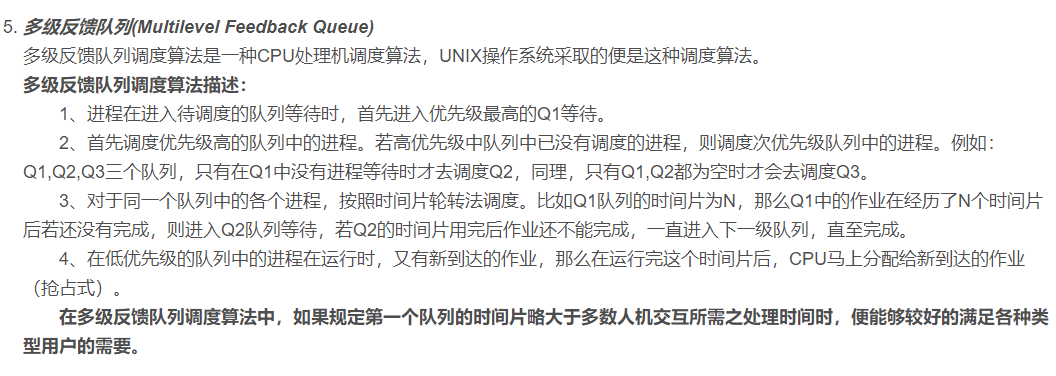 5. 多级反馈队列(Multilevel Feedback Queue)
多级反馈队列调度算法是一种CPU处理机调度算法，UNIX操作系统采取的便是这种调度算法。
多级反馈队列调度算法描述：
1、进程在进入待调度的队列等待时，首先进入优先级最高的Q1等待。
2、首先调度优先级高的队列中的进程。若高优先级中队列中已没有调度的进程，则调度次优先级队列中的进程。例如：
Q1,Q2,Q3三个队列，只有在Q1中没有进程等待时才去调度Q2，同理，只有Q1,Q2都为空时才会去调度Q3。
3、对于同一个队列中的各个进程，按照时间片轮转法调度。比如Q1队列的时间片为N，那么Q1中的作业在经历了N个时间片
后若还没有完成，则进入Q2队列等待，若Q2的时间片用完后作业还不能完成，一直进入下一级队列，直至完成。
4、在低优先级的队列中的进程在运行时，又有新到达的作业，那么在运行完这个时间片后，CPU马上分配给新到达的作业
（抢占式）。
在多级反馈队列调度算法中，如果规定第一个队列的时间片略大于多数人机交互所需之处理时间时，便能够较好的满足各种类
型用户的需要。